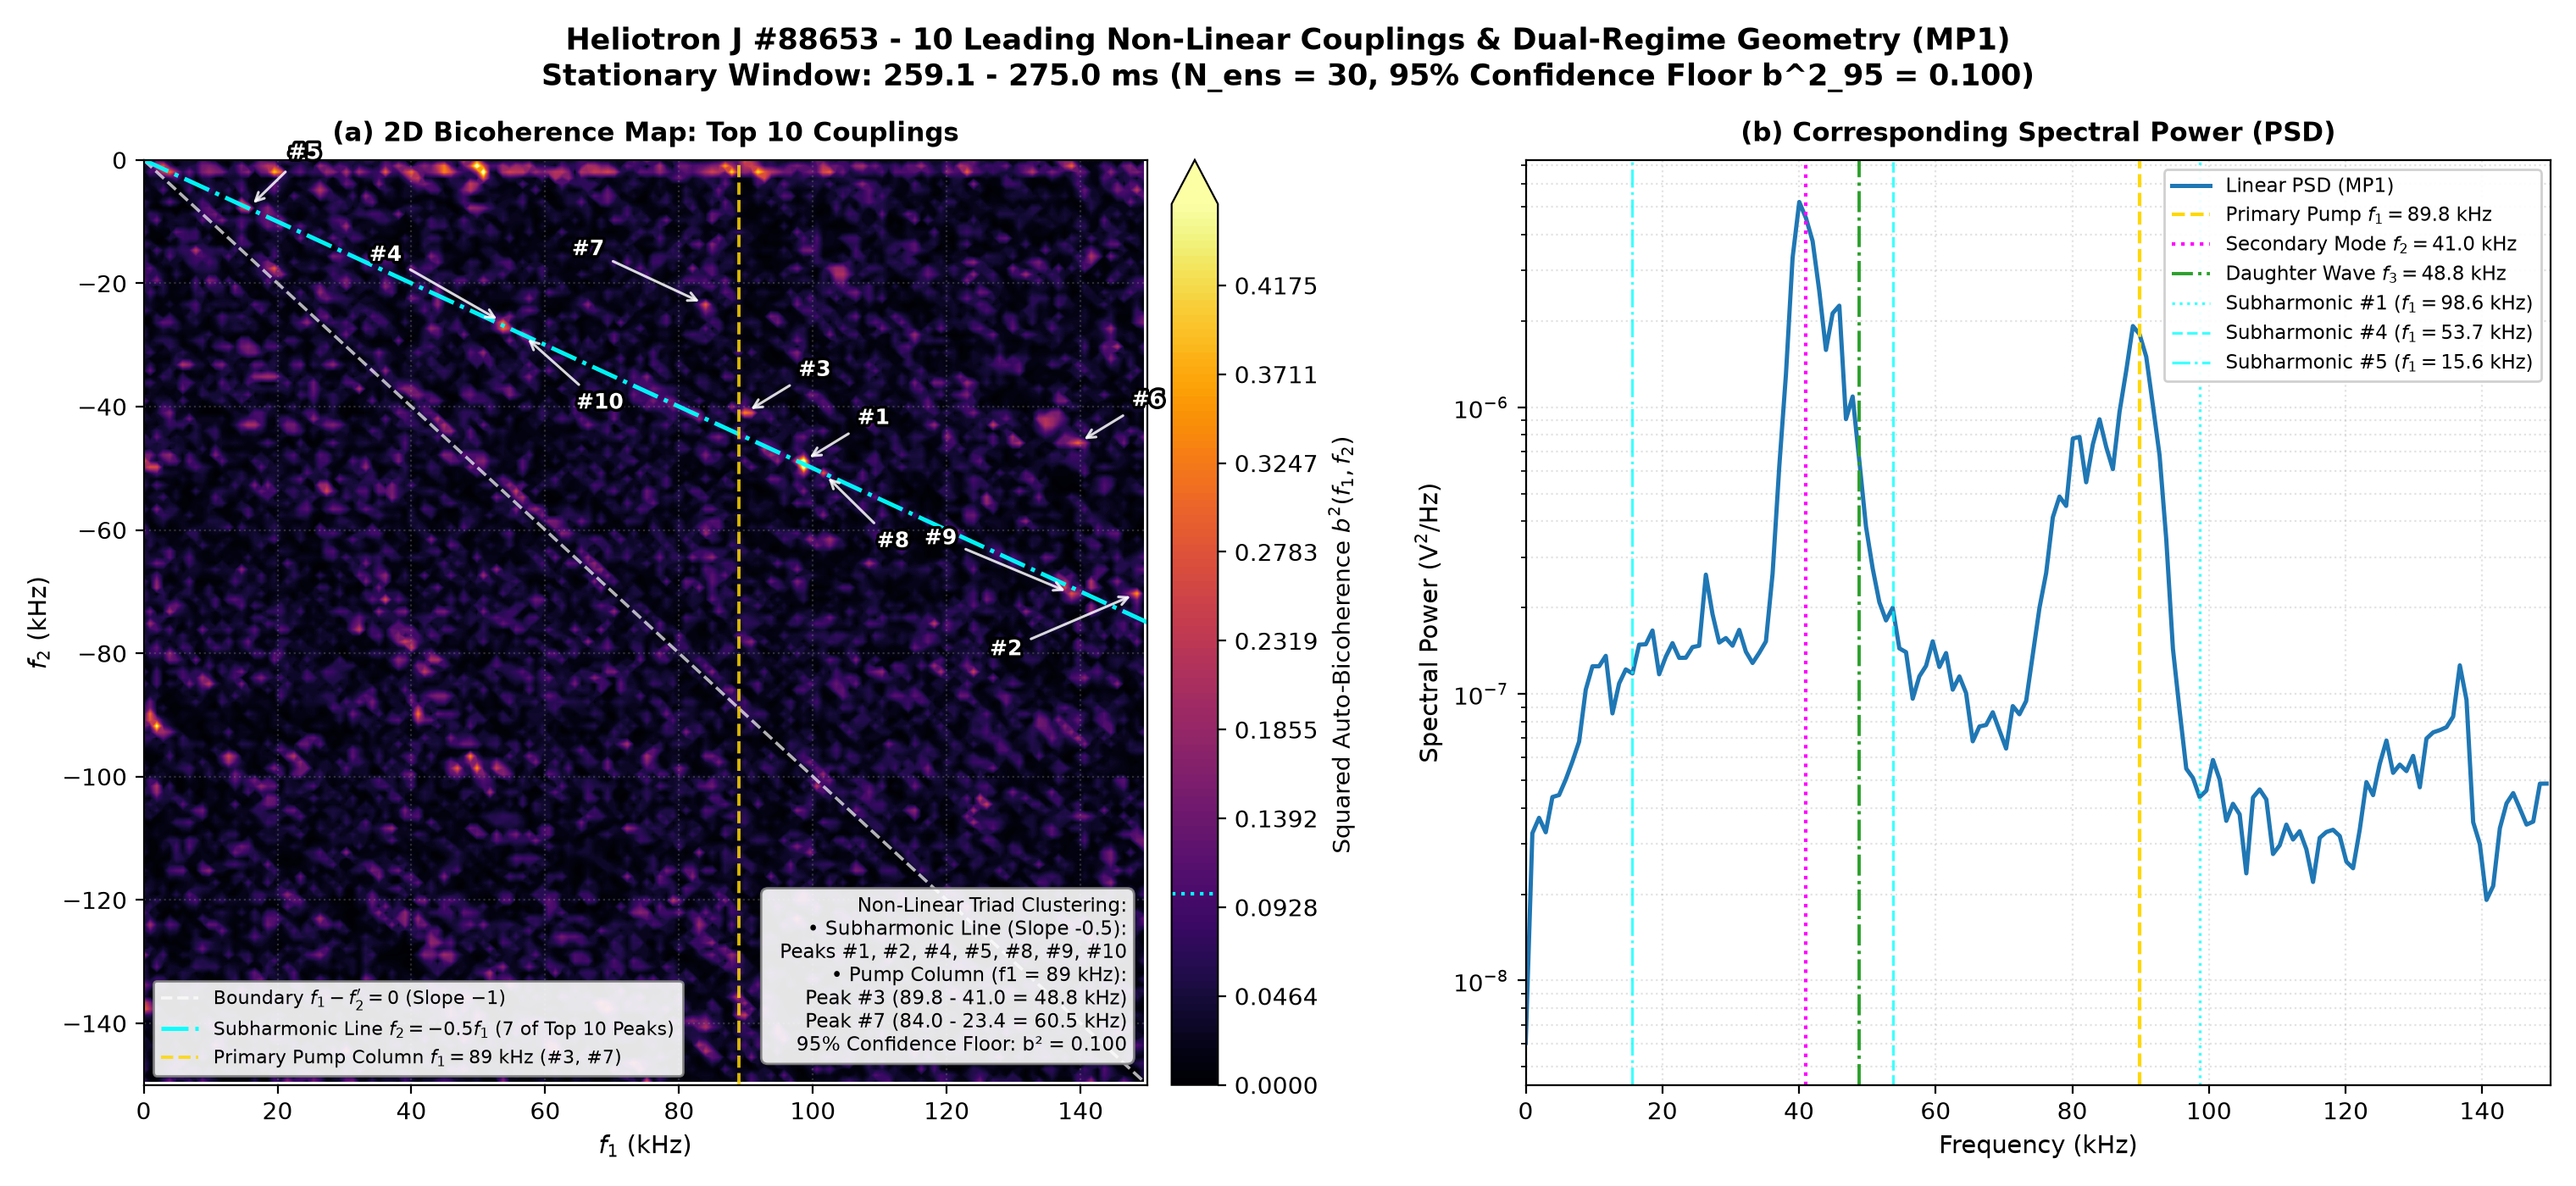 Heliotron J #88653 - 10 Leading Non-Linear Couplings & Dual-Regime Geometry (MP1)
Stationary Window: 259.1 - 275.0 ms (N_ens = 30, 95% Confidence Floor b^2_95 = 0.100)
(a) 2D Bicoherence Map: Top 10 Couplings
#5
#4
#7
#10
#3
#1
#6
#8
#9
#2
0
−20
−40
−60
−80
−100
−120
−140
f₂ (kHz)
0 20 40 60 80 100 120 140
f₁ (kHz)
Non-Linear Triad Clustering:
• Subharmonic Line (Slope -0.5):
Peaks #1, #2, #4, #5, #8, #9, #10
• Pump Column (f1 = 89 kHz):
Peak #3 (89.8 - 41.0 = 48.8 kHz)
Peak #7 (84.0 - 23.4 = 60.5 kHz)
95% Confidence Floor: b² = 0.100
Boundary f₁ − f₂′ = 0 (Slope −1)
Subharmonic Line f₂ = −0.5f₁ (7 of Top 10 Peaks)
Primary Pump Column f₁ = 89 kHz (#3, #7)
0.4175
0.3711
0.3247
0.2783
0.2319
0.1855
0.1392
0.0928
0.0464
0.0000
Squared Auto-Bicoherence b²(f₁, f₂)
(b) Corresponding Spectral Power (PSD)
Linear PSD (MP1)
Primary Pump f₁ = 89.8 kHz
Secondary Mode f₂ = 41.0 kHz
Daughter Wave f₃ = 48.8 kHz
Subharmonic #1 (f₁ = 98.6 kHz)
Subharmonic #4 (f₁ = 53.7 kHz)
Subharmonic #5 (f₁ = 15.6 kHz)
10⁻⁶
10⁻⁷
10⁻⁸
Spectral Power (V²/Hz)
0 20 40 60 80 100 120 140
Frequency (kHz)